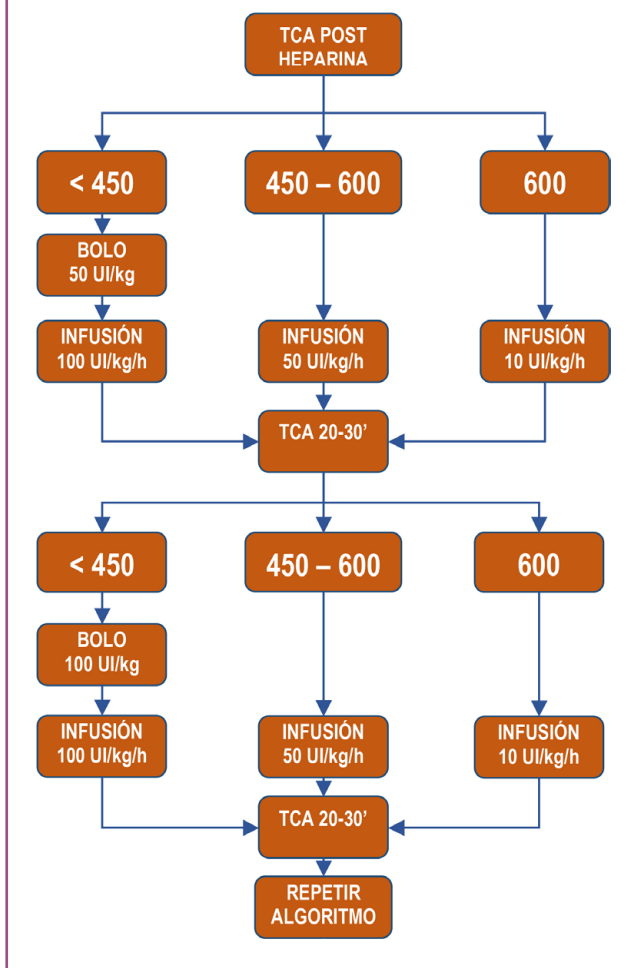 TCA POST
HEPARINA
< 450
450 – 600
600
BOLO
50 UI/kg
INFUSIÓN
100 UI/kg/h
INFUSIÓN
50 UI/kg/h
INFUSIÓN
10 UI/kg/h
TCA 20-30’
< 450
450 – 600
600
BOLO
100 UI/kg
INFUSIÓN
100 UI/kg/h
INFUSIÓN
50 UI/kg/h
INFUSIÓN
10 UI/kg/h
TCA 20-30’
REPETIR
ALGORITMO